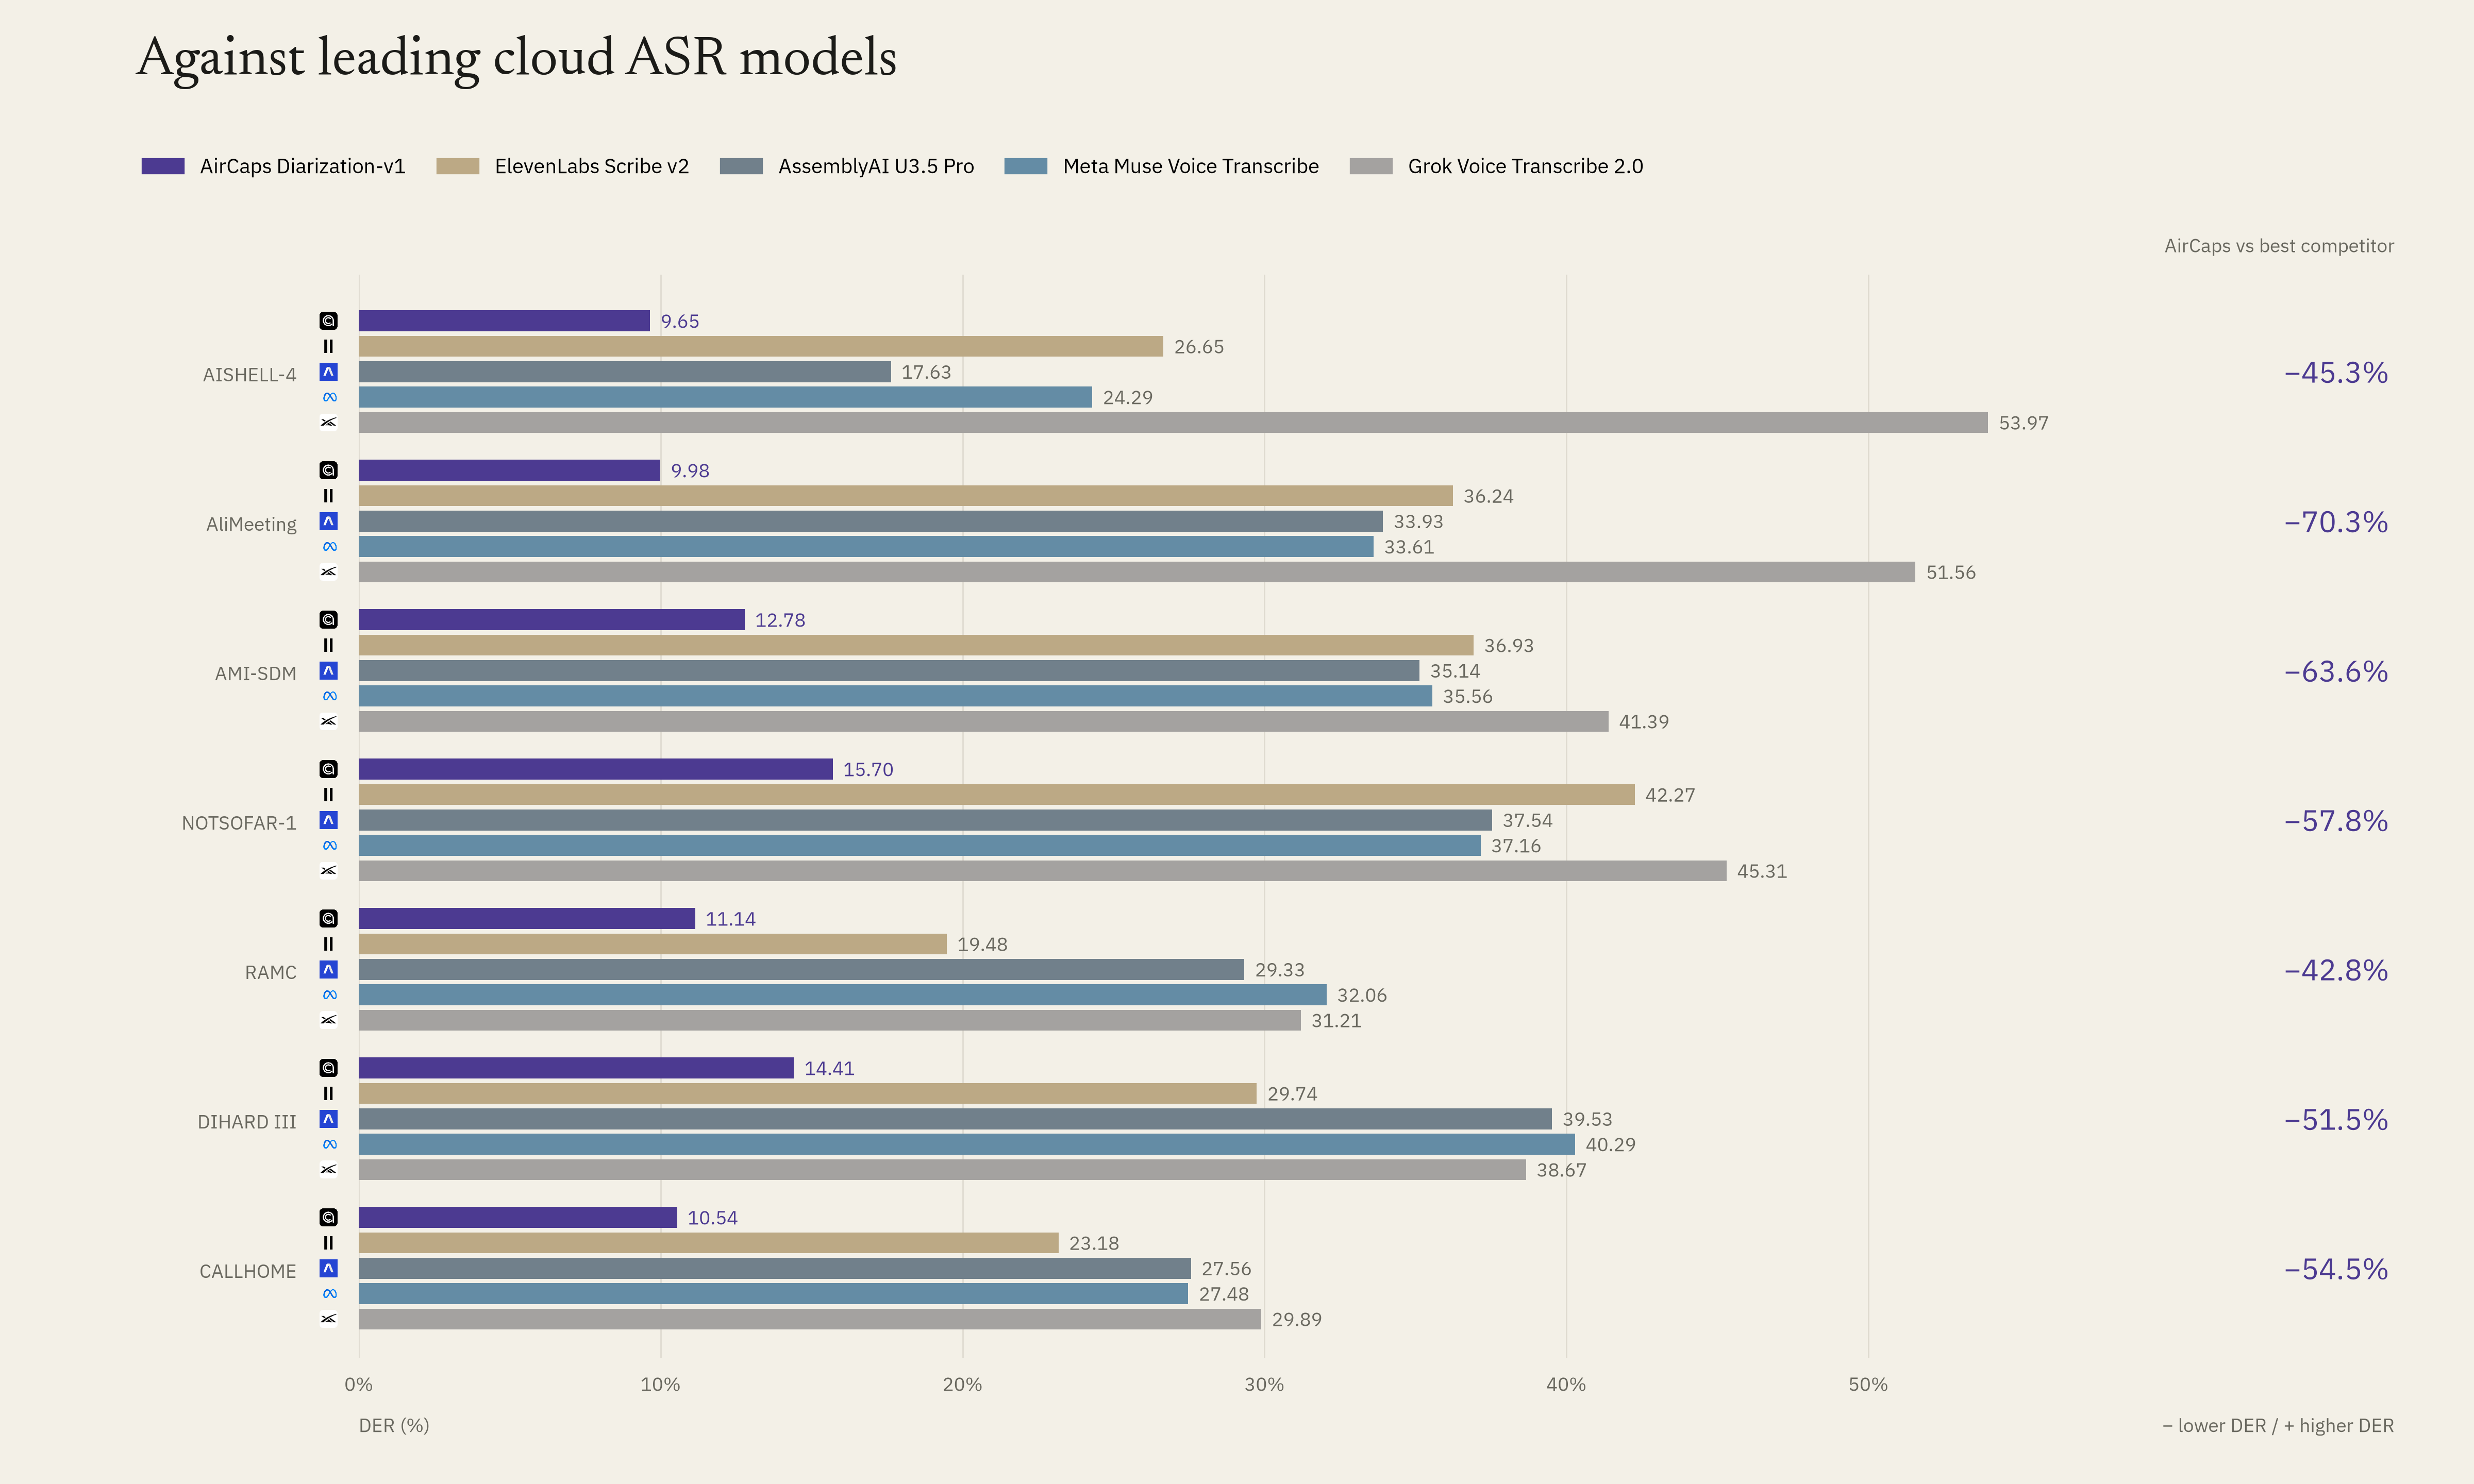 Against leading cloud ASR models
AirCaps Diarization-v1 ElevenLabs Scribe v2 AssemblyAI U3.5 Pro Meta Muse Voice Transcribe Grok Voice Transcribe 2.0
AirCaps vs best competitor
9.65
26.65
AISHELL-4 17.63 −45.3%
24.29
53.97
9.98
36.24
AliMeeting 33.93 −70.3%
33.61
51.56
12.78
36.93
AMI-SDM 35.14 −63.6%
35.56
41.39
15.70
42.27
NOTSOFAR-1 37.54 −57.8%
37.16
45.31
11.14
19.48
RAMC 29.33 −42.8%
32.06
31.21
14.41
29.74
DIHARD III 39.53 −51.5%
40.29
38.67
10.54
23.18
CALLHOME 27.56 −54.5%
27.48
29.89
0% 10% 20% 30% 40% 50%
DER (%) − lower DER / + higher DER